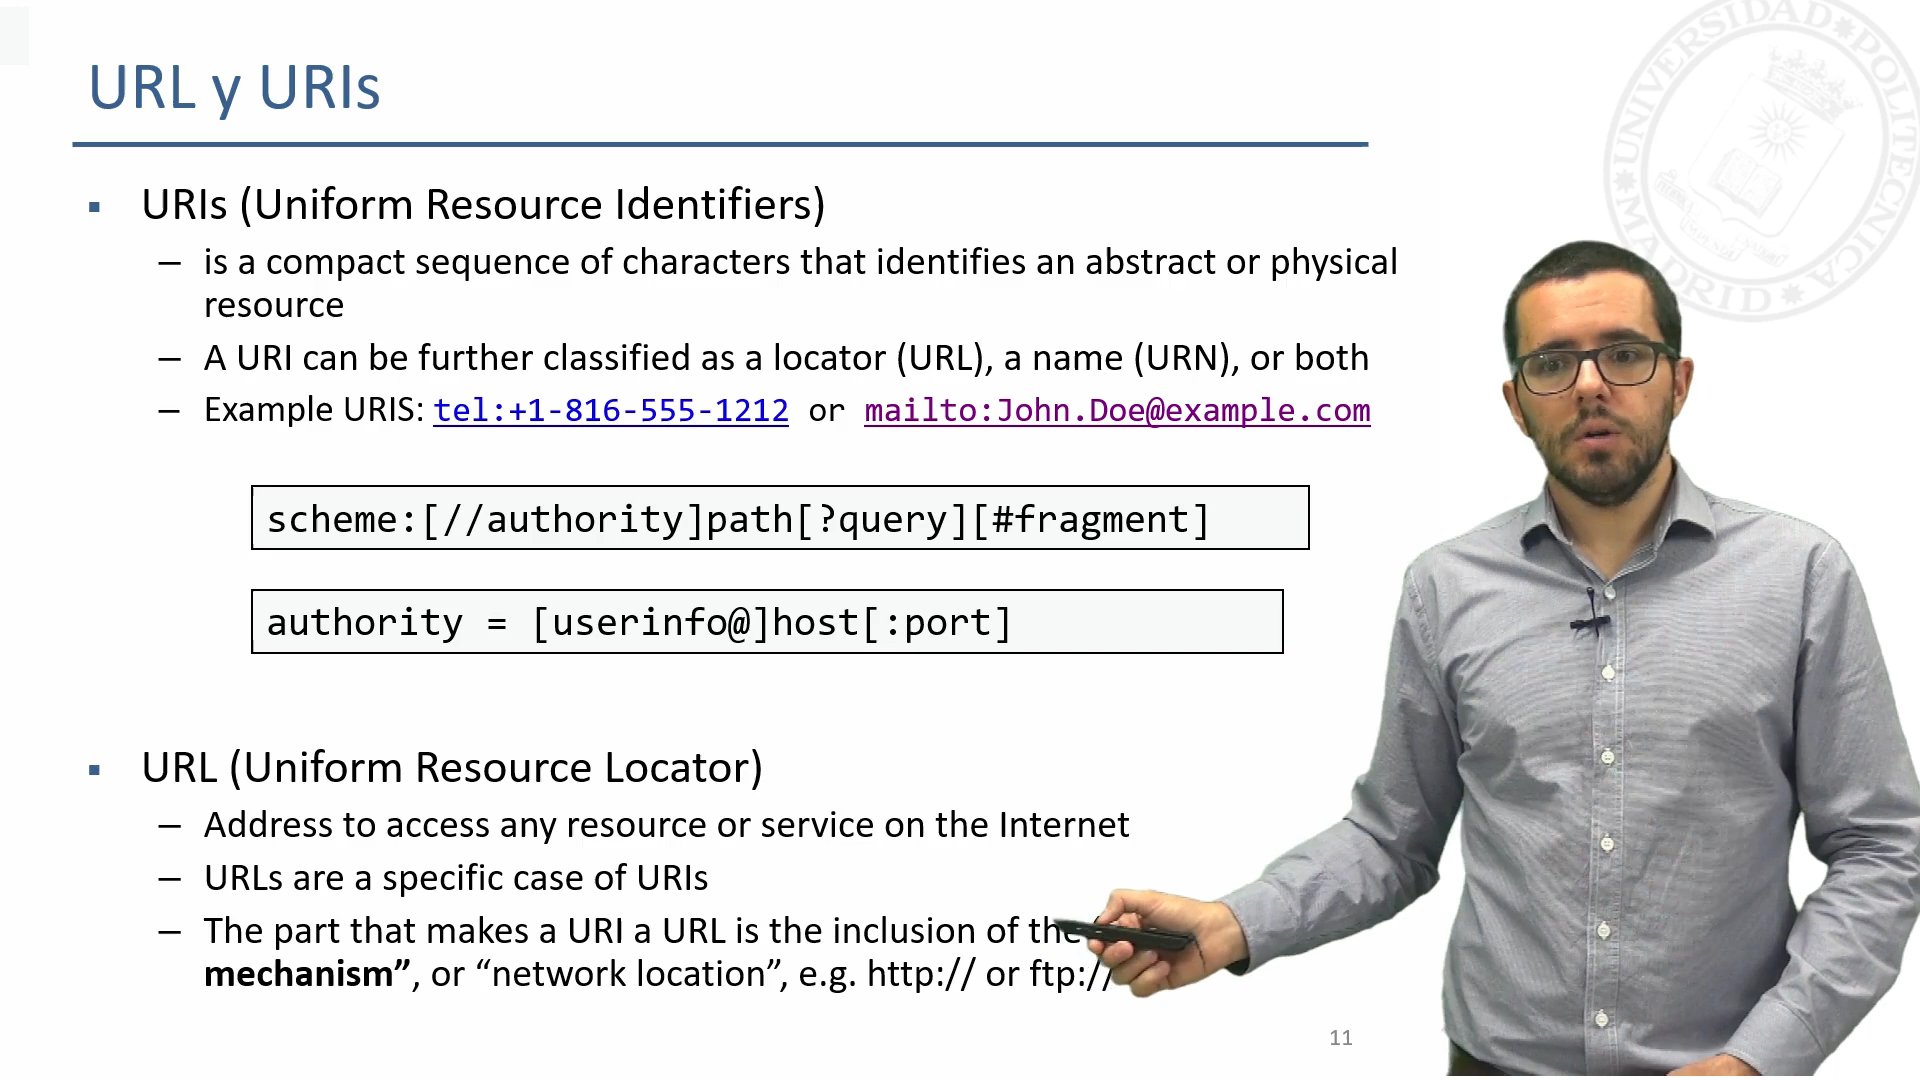 URL y URIs
▪ URIs (Uniform Resource Identifiers)
– is a compact sequence of characters that identifies an abstract or physical
resource
– A URI can be further classified as a locator (URL), a name (URN), or both
– Example URIS: tel:+1-816-555-1212 or mailto:John.Doe@example.com
scheme:[//authority]path[?query][#fragment]
authority = [userinfo@]host[:port]
▪ URL (Uniform Resource Locator)
– Address to access any resource or service on the Internet
– URLs are a specific case of URIs
– The part that makes a URI a URL is the inclusion of the
mechanism”, or “network location”, e.g. http:// or ftp://
11
UNIVERSIDAD POLITECNICA MADRID